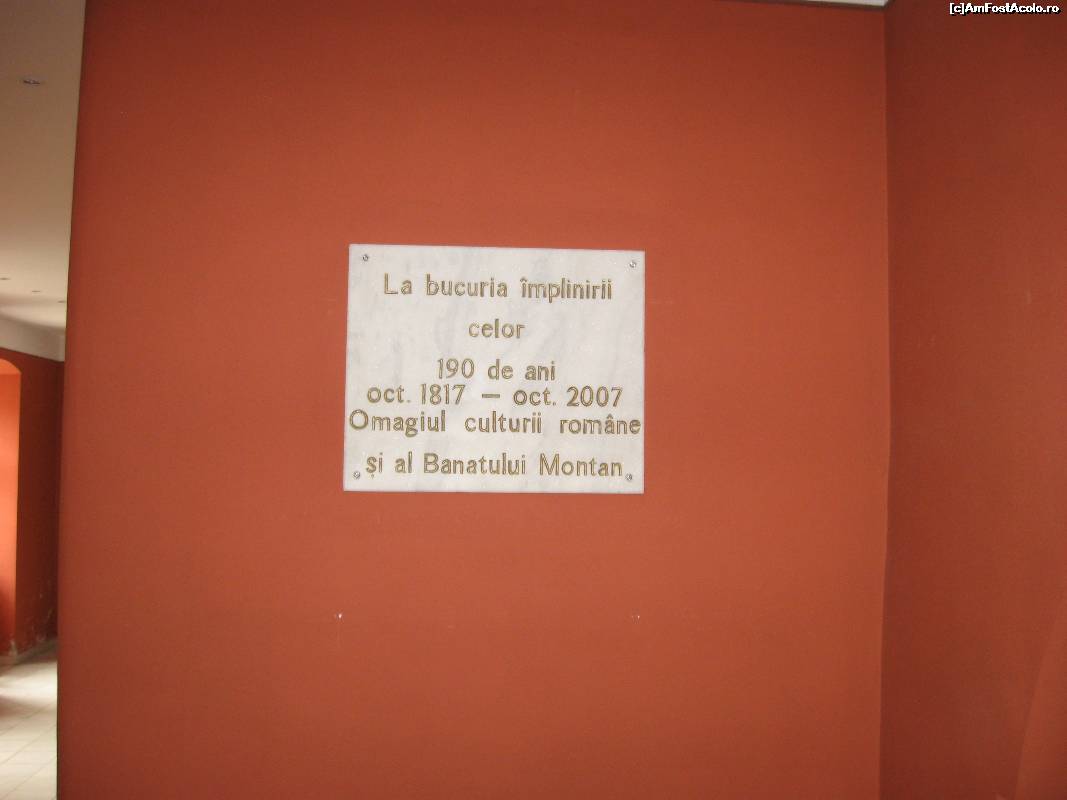 [c]AmFostAcolo.ro
La bucuria împlinirii
celor
190 de ani
oct. 1817 – oct. 2007
Omagiul culturii române
și al Banatului Montan